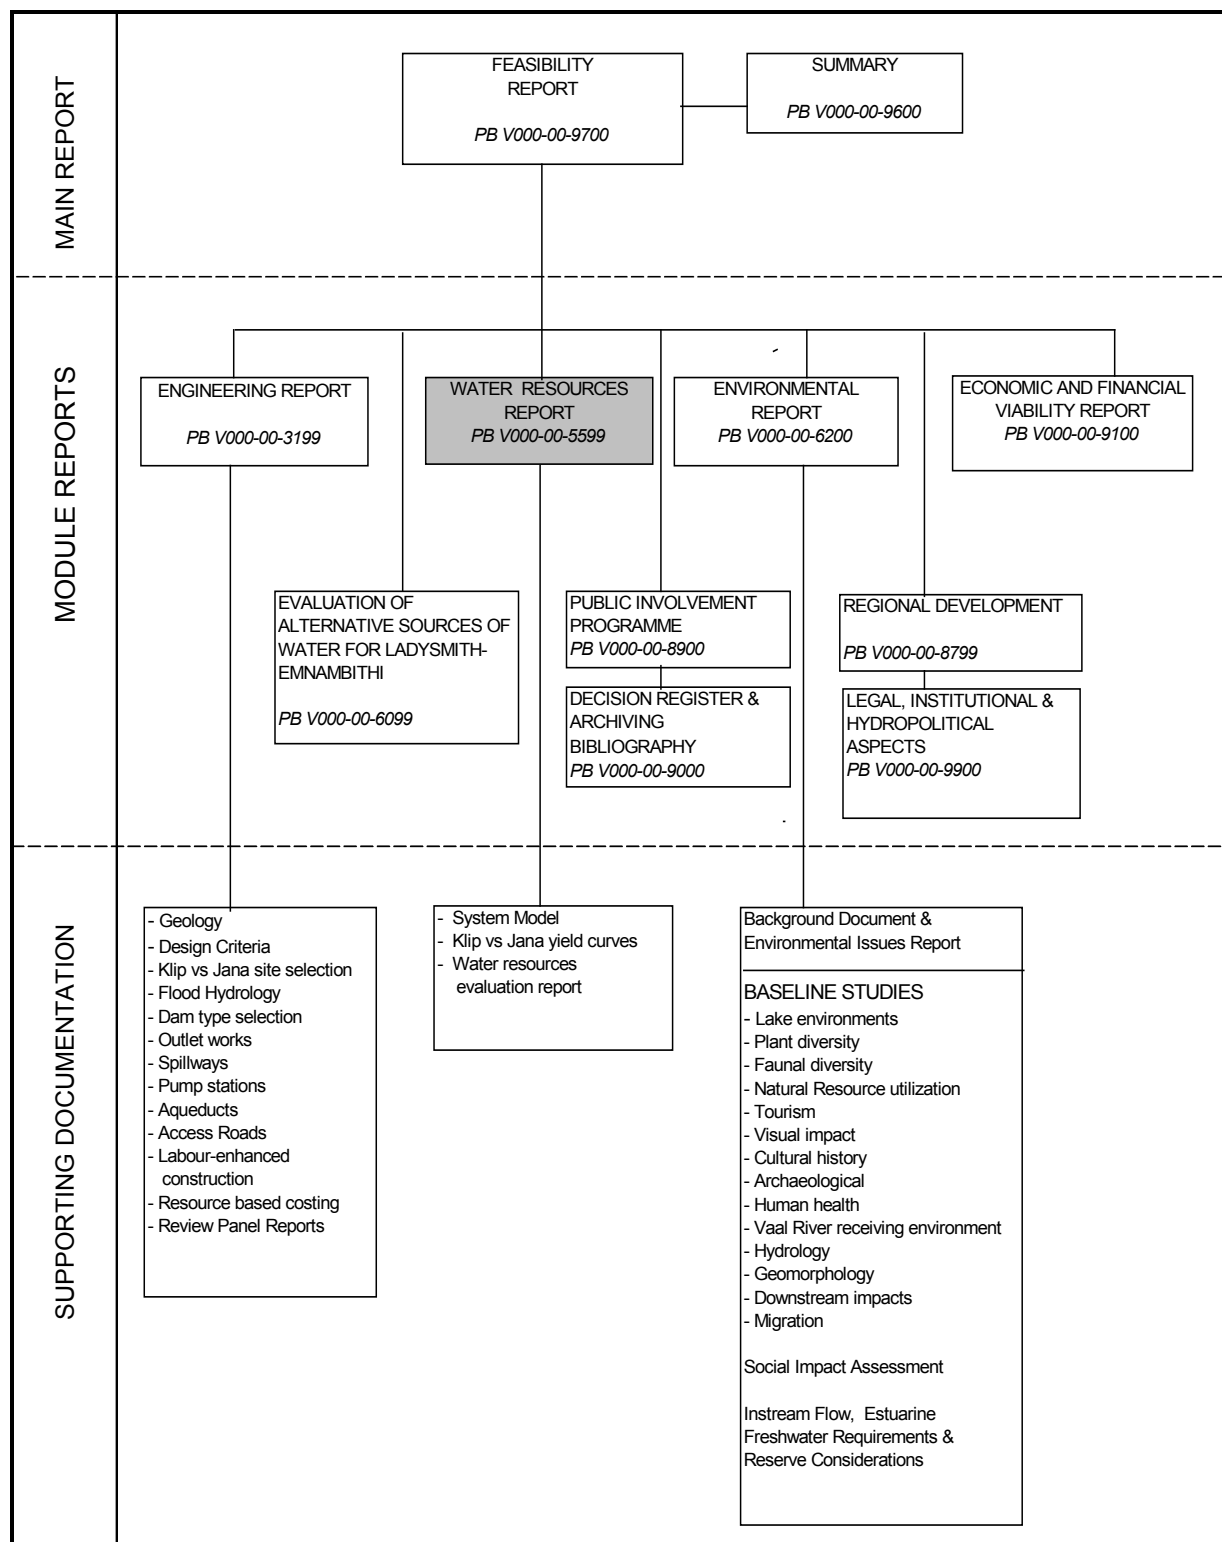 MAIN REPORT
FEASIBILITY
REPORT
PB V000-00-9700
SUMMARY
PB V000-00-9600
MODULE REPORTS
ENGINEERING REPORT
PB V000-00-3199
WATER RESOURCES
REPORT
PB V000-00-5599
ENVIRONMENTAL
REPORT
PB V000-00-6200
ECONOMIC AND FINANCIAL
VIABILITY REPORT
PB V000-00-9100
EVALUATION OF
ALTERNATIVE SOURCES OF
WATER FOR LADYSMITH-
EMNAMBITHI
PB V000-00-6099
PUBLIC INVOLVEMENT
PROGRAMME
PB V000-00-8900
DECISION REGISTER &
ARCHIVING
BIBLIOGRAPHY
PB V000-00-9000
REGIONAL DEVELOPMENT
PB V000-00-8799
LEGAL, INSTITUTIONAL &
HYDROPOLITICAL
ASPECTS
PB V000-00-9900
SUPPORTING DOCUMENTATION
- Geology
- Design Criteria
- Klip vs Jana site selection
- Flood Hydrology
- Dam type selection
- Outlet works
- Spillways
- Pump stations
- Aqueducts
- Access Roads
- Labour-enhanced
construction
- Resource based costing
- Review Panel Reports
- System Model
- Klip vs Jana yield curves
- Water resources
evaluation report
Background Document &
Environmental Issues Report
BASELINE STUDIES
- Lake environments
- Plant diversity
- Faunal diversity
- Natural Resource utilization
- Tourism
- Visual impact
- Cultural history
- Archaeological
- Human health
- Vaal River receiving environment
- Hydrology
- Geomorphology
- Downstream impacts
- Migration
Social Impact Assessment
Instream Flow, Estuarine
Freshwater Requirements &
Reserve Considerations